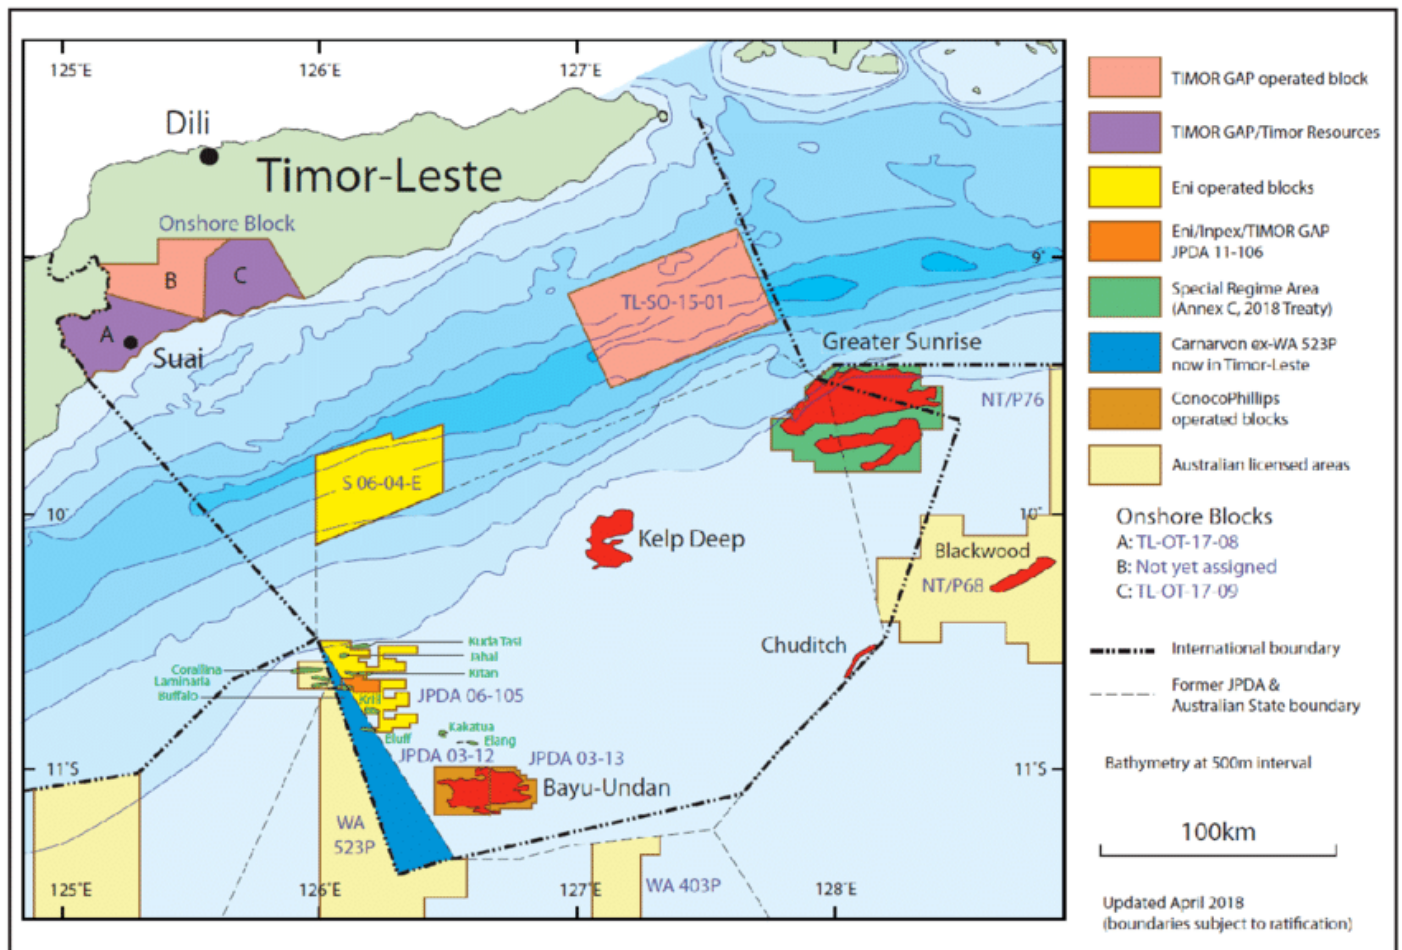 125°E
126°E
127°E
Dili
Timor-Leste
Onshore Block
B
C
A
Suai
TL-SO-15-01
9°
Greater Sunrise
NT/P76
S 06-04-E
10°
10°
Kelp Deep
Blackwood
NT/P68
Chuditch
Kuda Tasi
Jahal
Kitan
Corallina
Laminaria
Buffalo
Krill
JPDA 06-105
Kakatua
Elang
Bluff
JPDA 03-12
JPDA 03-13
Bayu-Undan
11°S
11°S
WA
523P
WA 403P
125°E
126°E
127°E
128°E
TIMOR GAP operated block
TIMOR GAP/Timor Resources
Eni operated blocks
Eni/Inpex/TIMOR GAP
JPDA 11-106
Special Regime Area
(Annex C, 2018 Treaty)
Carnarvon ex-WA 523P
now in Timor-Leste
ConocoPhillips
operated blocks
Australian licensed areas
Onshore Blocks
A: TL-OT-17-08
B: Not yet assigned
C: TL-OT-17-09
International boundary
Former JPDA &
Australian State boundary
Bathymetry at 500m interval
100km
Updated April 2018
(boundaries subject to ratification)